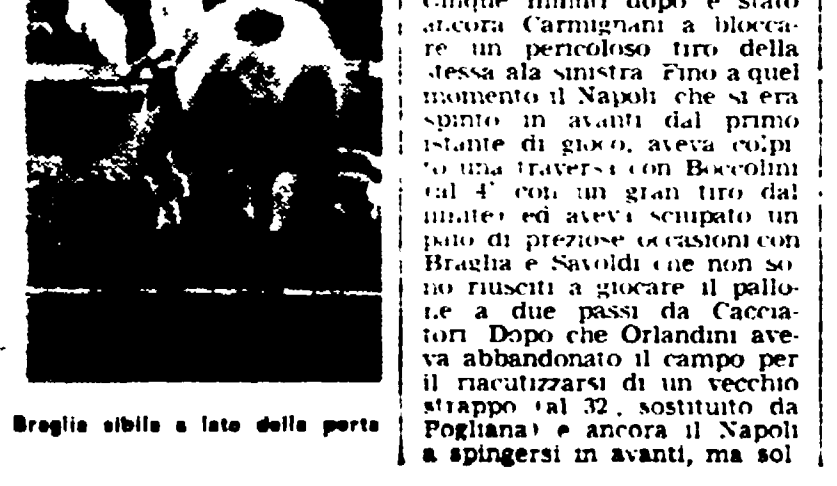 cinque minuti dopo è stato
ancora Carmignani a blocca-
re un pericoloso tiro della
stessa ala sinistra Fino a quel
momento il Napoli che si era
spinto in avanti dal primo
istante di gioco, aveva colpi
to una traversa con Boccolini
(al 4' con un gran tiro dal
limite) ed aveva sciupato un
paio di preziose occasioni con
Braglia e Savoldi che non so
no riusciti a giocare il pallo-
ne a due passi da Caccia-
tori Dopo che Orlandini ave-
va abbandonato il campo per
il riacutizzarsi di un vecchio
strappo (al 32, sostituito da
Pogliana) e ancora il Napoli
a spingersi in avanti, ma sol
Braglia sibila a lato della porta